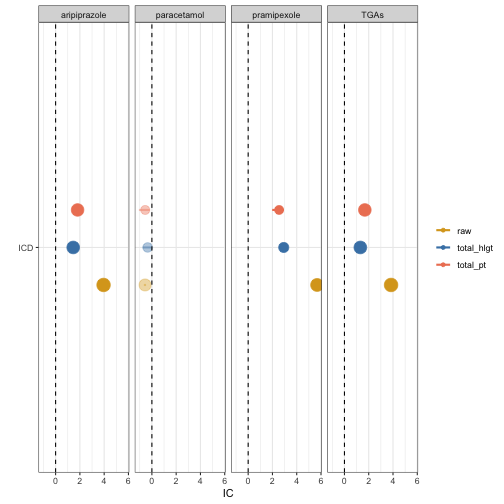 aripiprazole paracetamol pramipexole TGAs
raw
total_hlgt
total_pt
ICD
0 2 4 6 0 2 4 6 0 2 4 6 0 2 4 6
IC